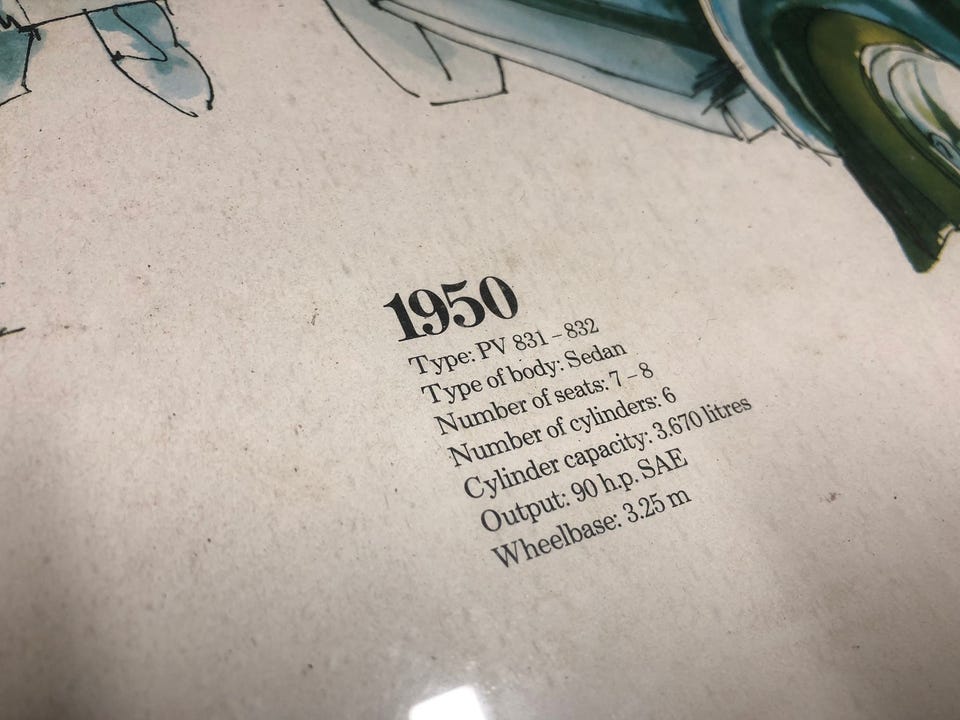 1950
Type: PV 831 – 832
Type of body: Sedan
Number of seats: 7 – 8
Number of cylinders: 6
Cylinder capacity: 3.670 litres
Output: 90 h.p. SAE
Wheelbase: 3.25 m